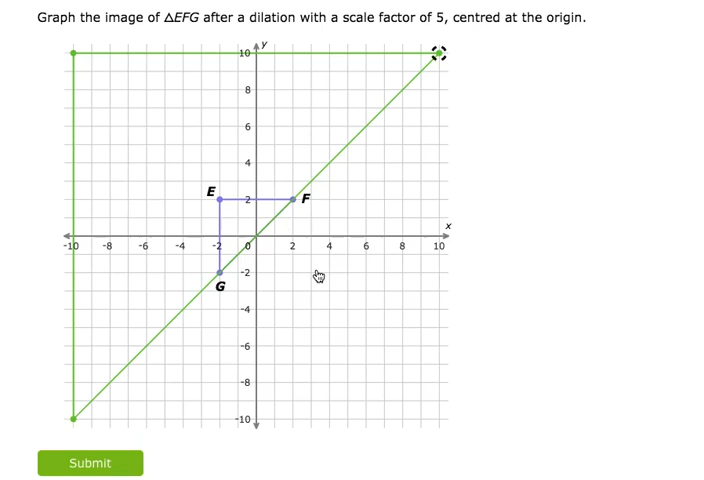 Graph the image of △EFG after a dilation with a scale factor of 5, centred at the origin.
y
10
8
6
4
E
2
F
x
-10 -8 -6 -4 -2 0 2 4 6 8 10
-2
G
-4
-6
-8
-10
Submit